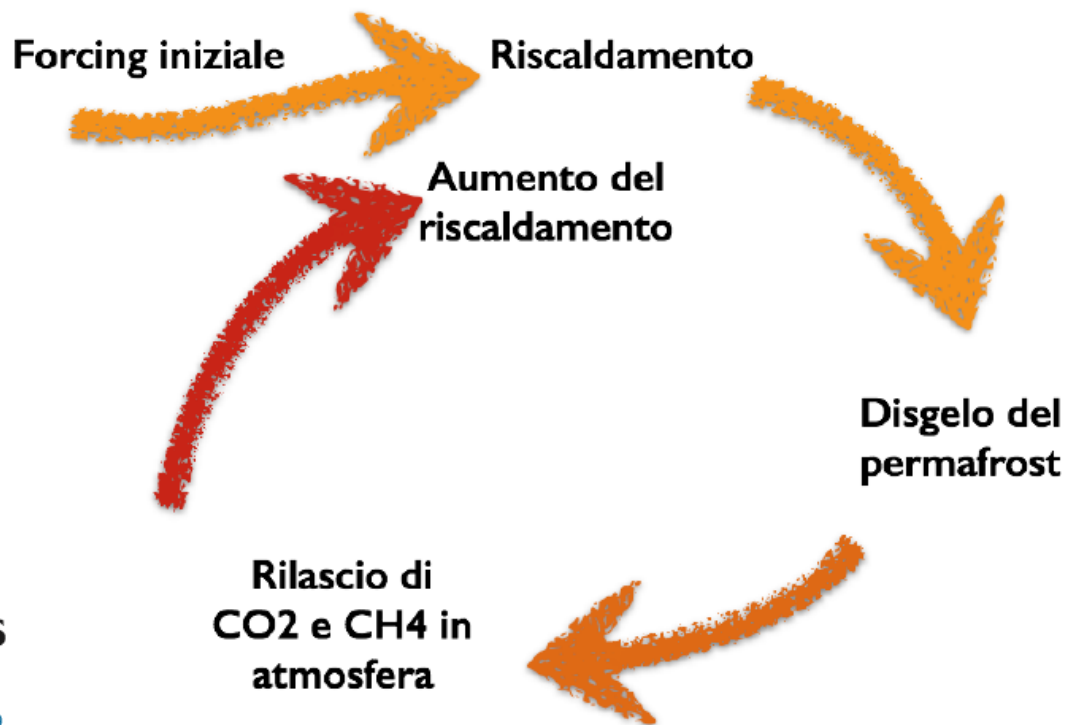 Forcing iniziale
Riscaldamento
Aumento del
riscaldamento
Disgelo del
permafrost
Rilascio di
CO2 e CH4 in
atmosfera